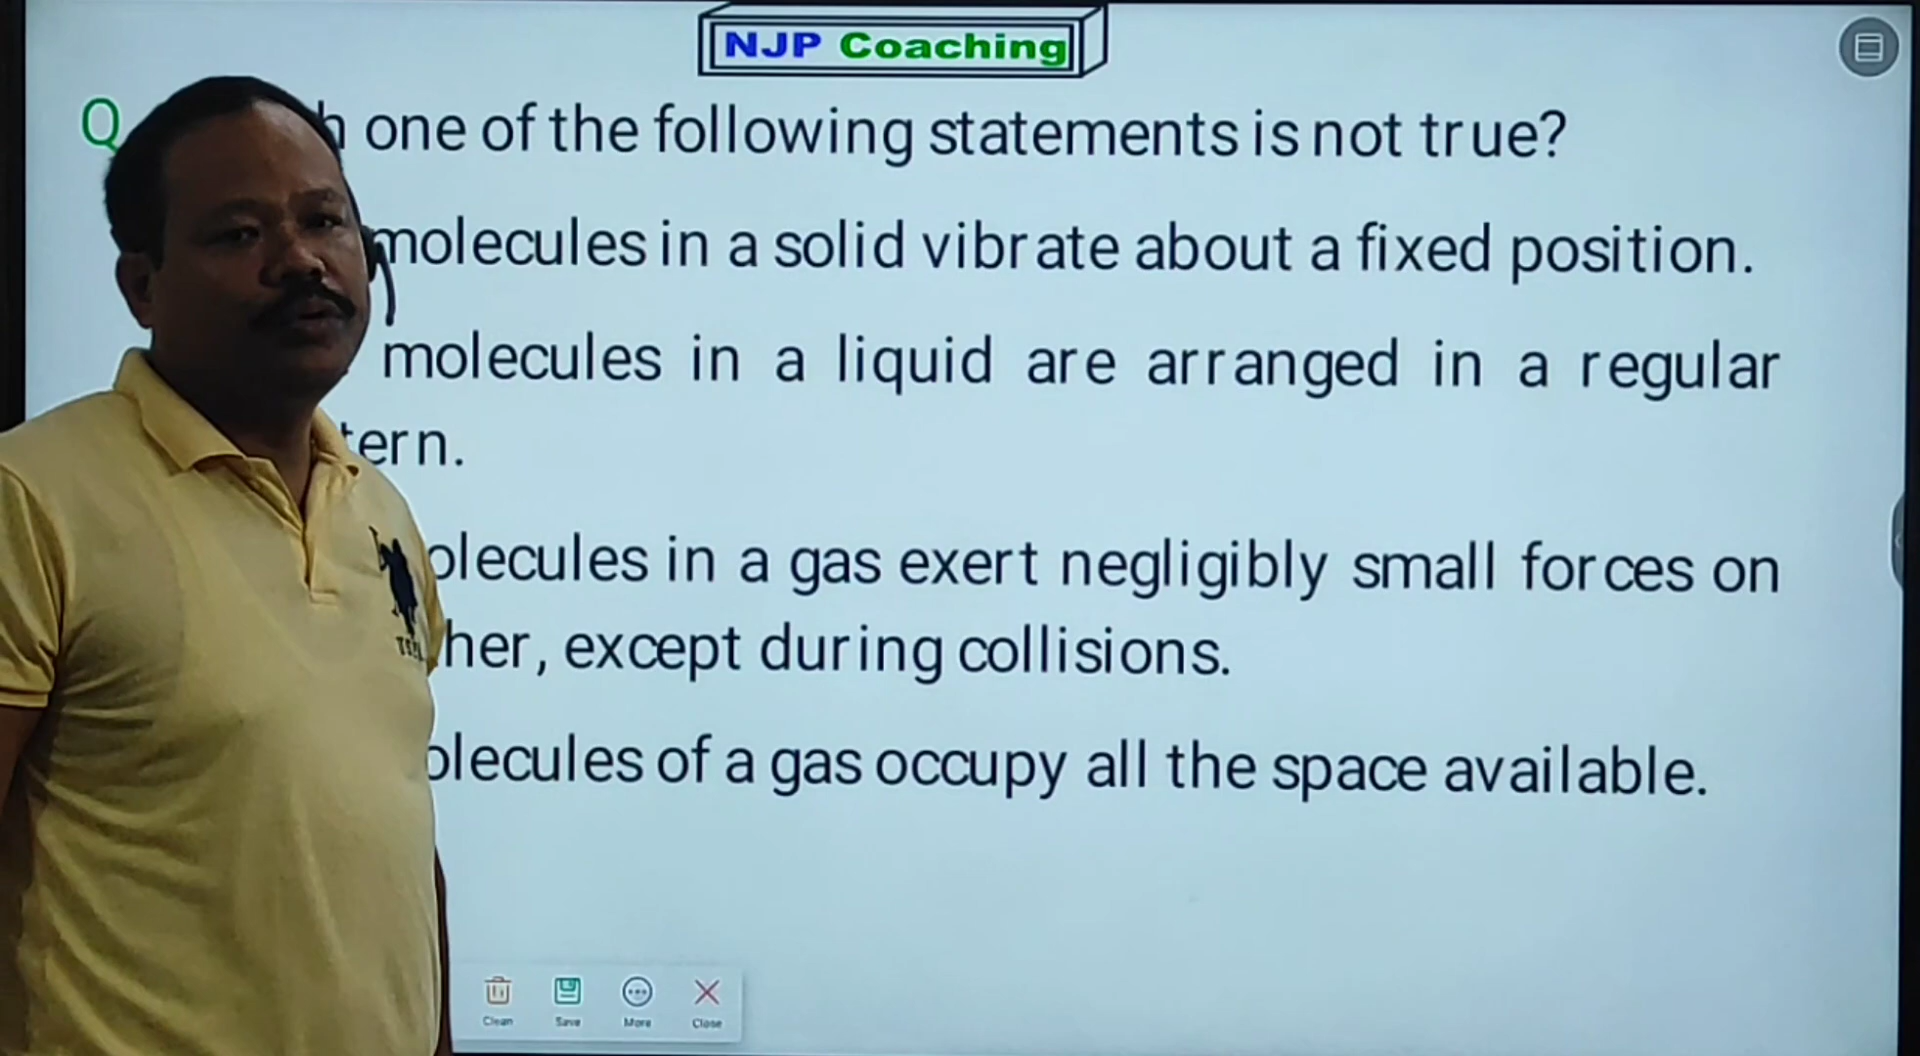 NJP Coaching
Q
one of the following statements is not true?
molecules in a solid vibrate about a fixed position.
molecules in a liquid are arranged in a regular
tern.
olecules in a gas exert negligibly small forces on
her, except during collisions.
olecules of a gas occupy all the space available.
Clean Save More Close